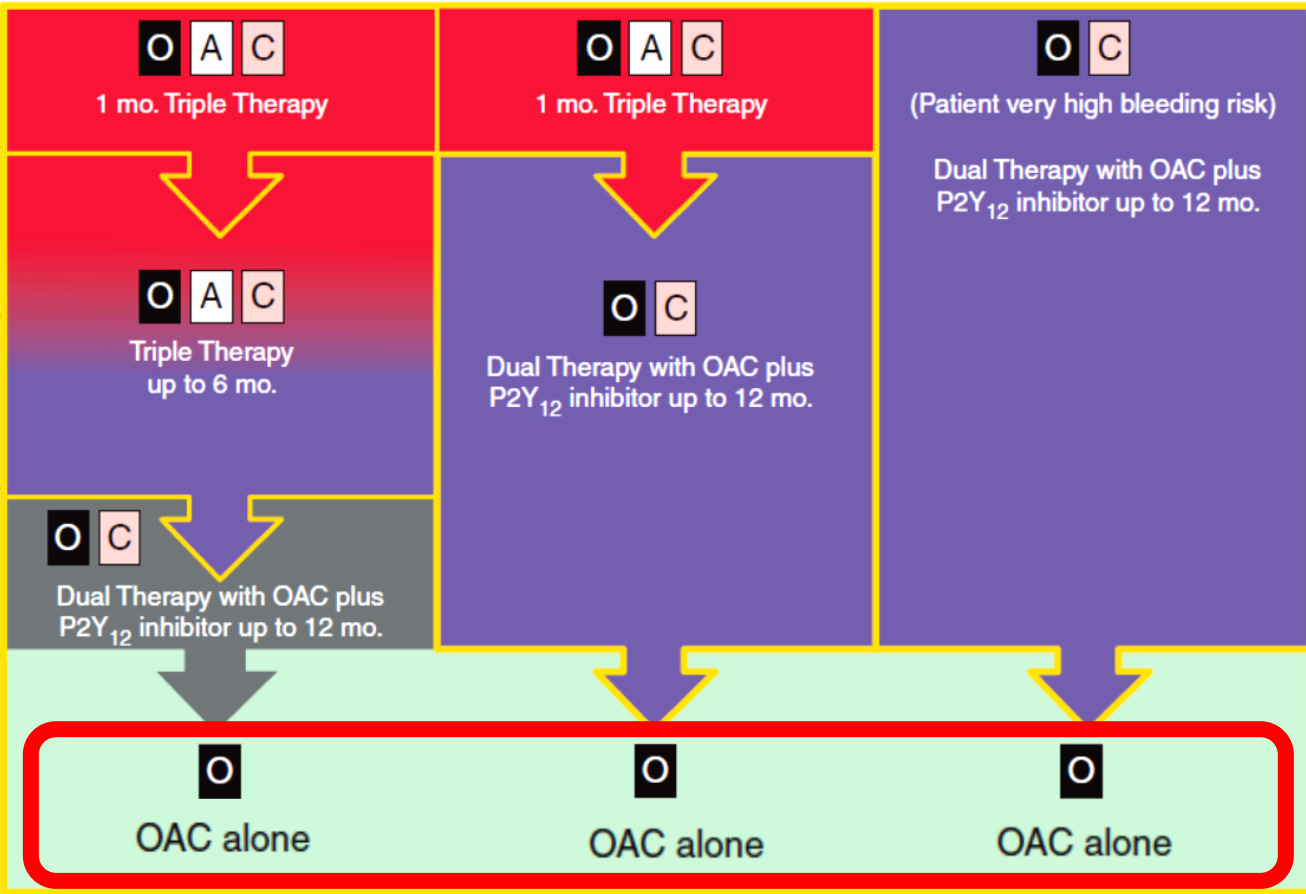 O A C
1 mo. Triple Therapy
O A C
Triple Therapy
up to 6 mo.
O C
Dual Therapy with OAC plus
P2Y12 inhibitor up to 12 mo.
O
OAC alone
O A C
1 mo. Triple Therapy
O C
Dual Therapy with OAC plus
P2Y12 inhibitor up to 12 mo.
O
OAC alone
O C
(Patient very high bleeding risk)
Dual Therapy with OAC plus
P2Y12 inhibitor up to 12 mo.
O
OAC alone